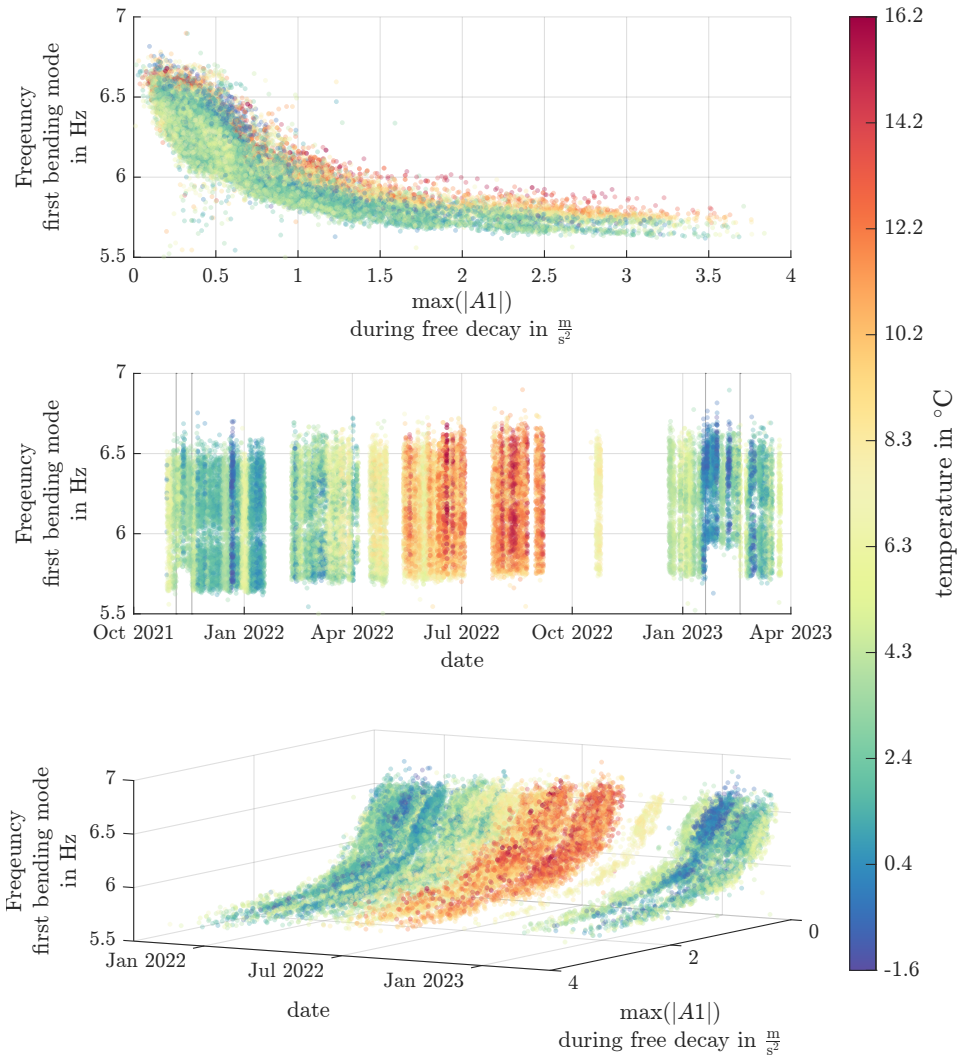 7
6.5
6
5.5
Freqeuncy
first bending mode
in Hz
0
0.5
1
1.5
2
2.5
3
3.5
4
max(|A1|)
during free decay in m/s²
7
6.5
6
5.5
Freqeuncy
first bending mode
in Hz
Oct 2021
Jan 2022
Apr 2022
Jul 2022
Oct 2022
Jan 2023
Apr 2023
date
7
6.5
6
5.5
Freqeuncy
first bending mode
in Hz
Jan 2022
Jul 2022
Jan 2023
date
4
2
0
max(|A1|)
during free decay in m/s²
16.2
14.2
12.2
10.2
8.3
6.3
4.3
2.4
0.4
-1.6
temperature in °C